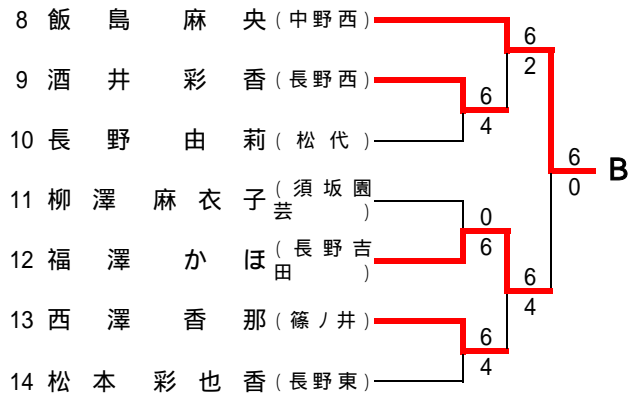 8 飯島麻央(中野西)
6
2
9 酒井彩香(長野西)
6
4
10 長野由莉(松代)
6
0
B
11 柳澤麻衣子(須坂園芸)
0
6
12 福澤かほ(長野吉田)
6
4
13 西澤香那(篠ノ井)
6
4
14 松本彩也香(長野東)